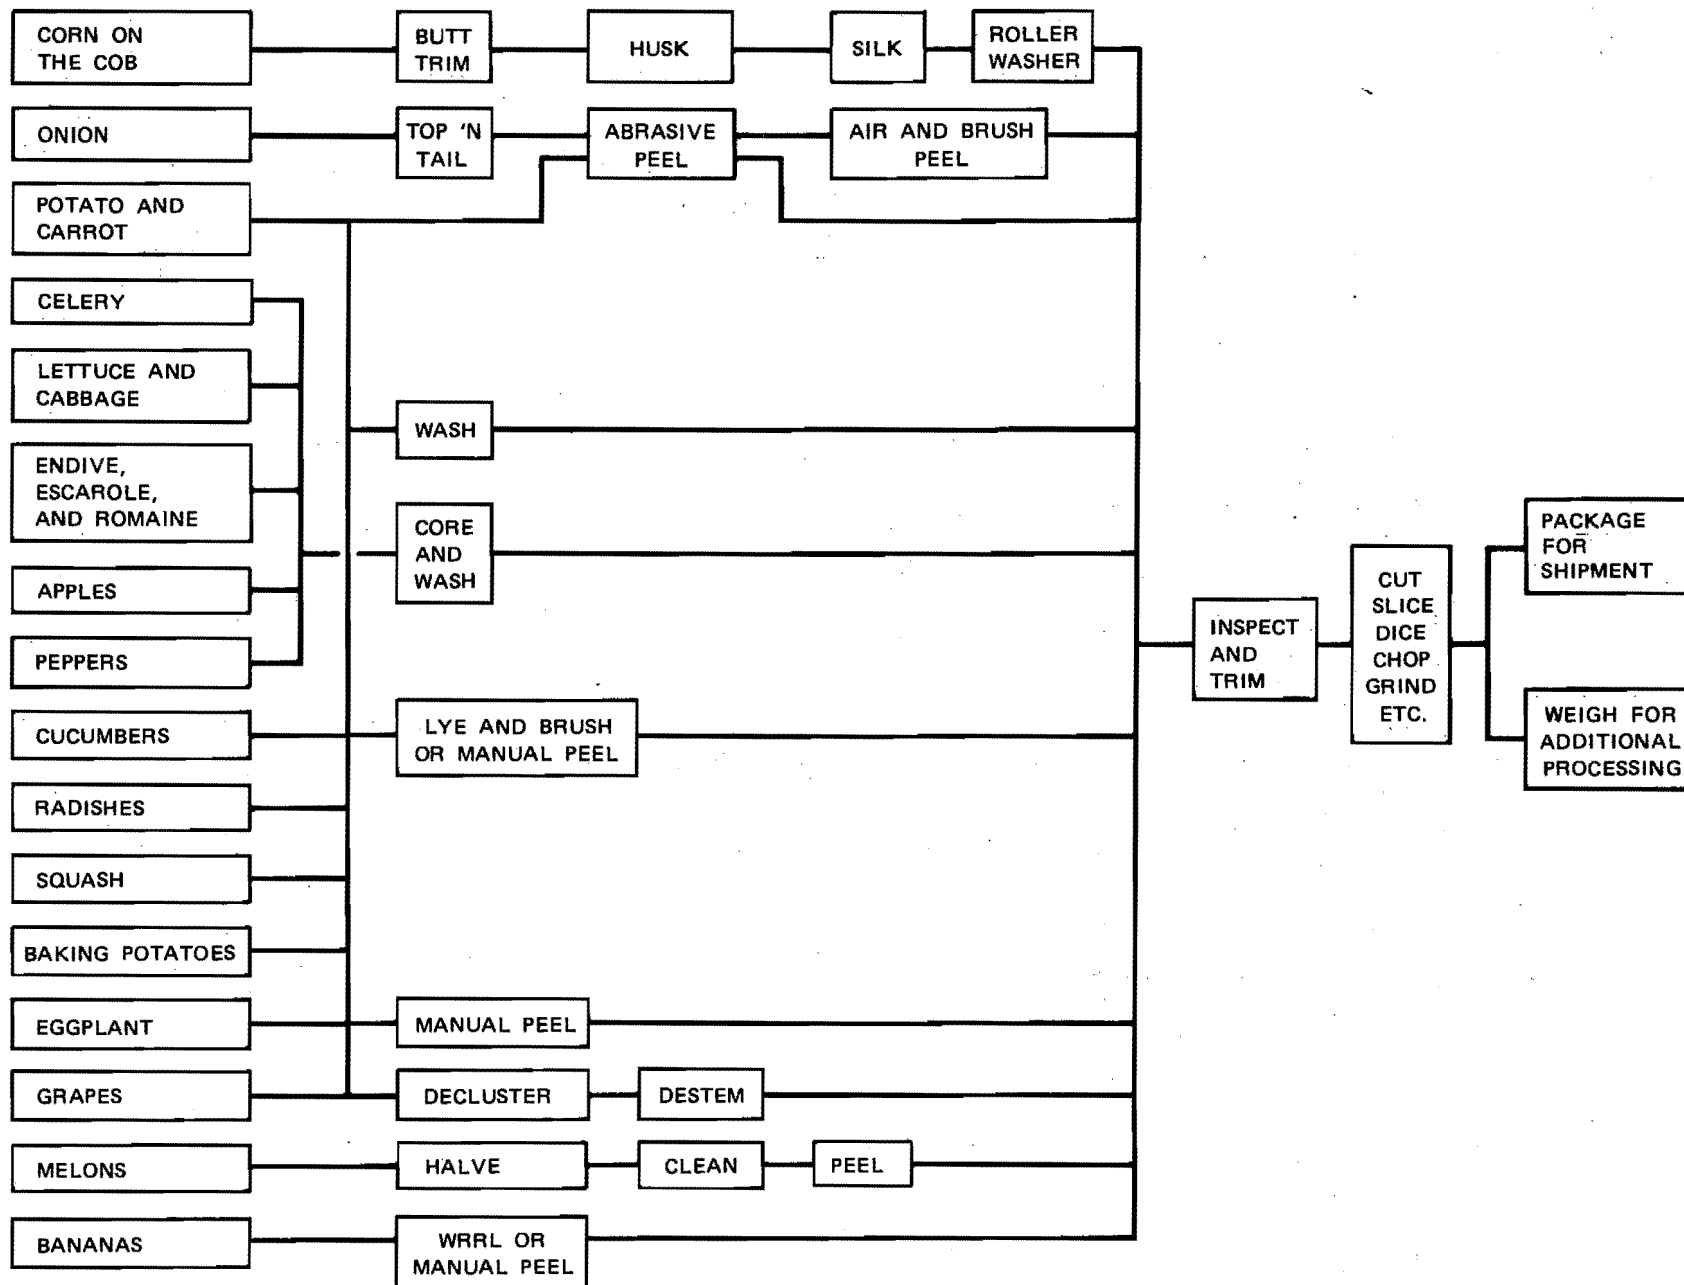 CORN ON
THE COB
BUTT
TRIM
HUSK
SILK
ROLLER
WASHER
ONION
TOP 'N
TAIL
ABRASIVE
PEEL
AIR AND BRUSH
PEEL
POTATO AND
CARROT
CELERY
LETTUCE AND
CABBAGE
WASH
ENDIVE,
ESCAROLE,
AND ROMAINE
CORE
AND
WASH
APPLES
PEPPERS
CUCUMBERS
LYE AND BRUSH
OR MANUAL PEEL
RADISHES
SQUASH
BAKING POTATOES
EGGPLANT
MANUAL PEEL
GRAPES
DECLUSTER
DESTEM
MELONS
HALVE
CLEAN
PEEL
BANANAS
WRRL OR
MANUAL PEEL
INSPECT
AND
TRIM
CUT
SLICE
DICE
CHOP
GRIND
ETC.
PACKAGE
FOR
SHIPMENT
WEIGH FOR
ADDITIONAL
PROCESSING